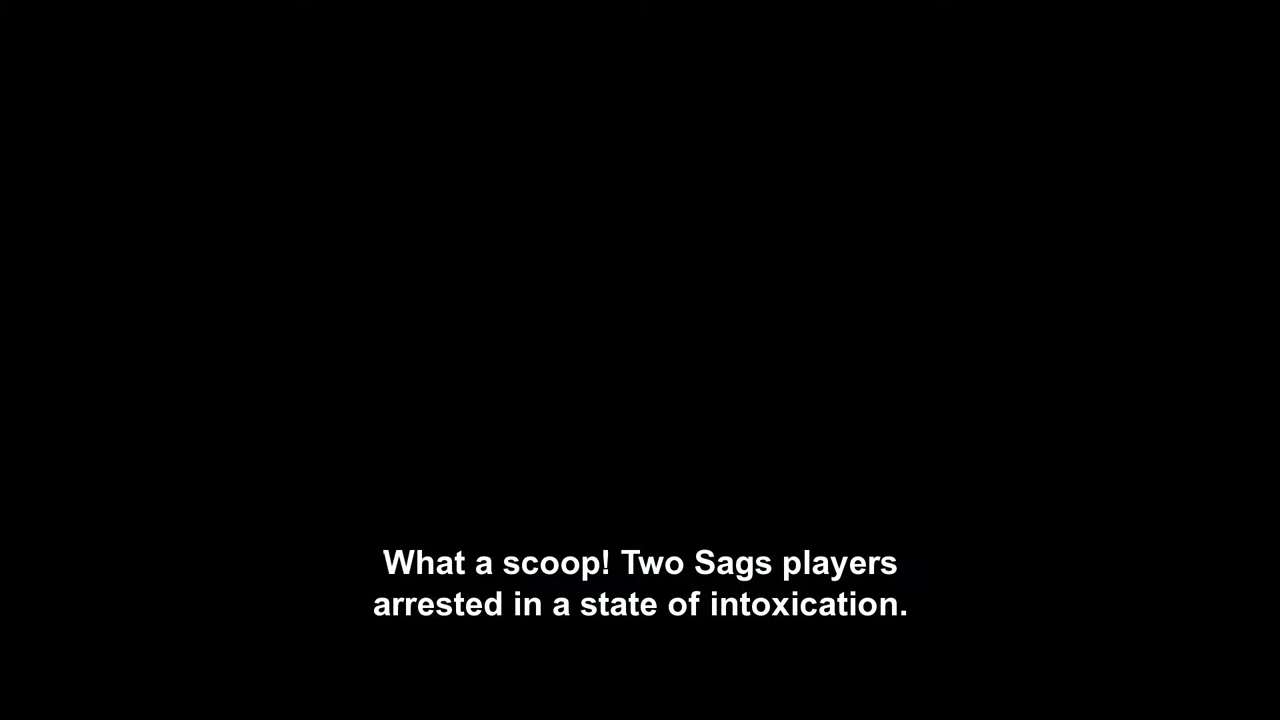 What a scoop! Two Sags players
arrested in a state of intoxication.